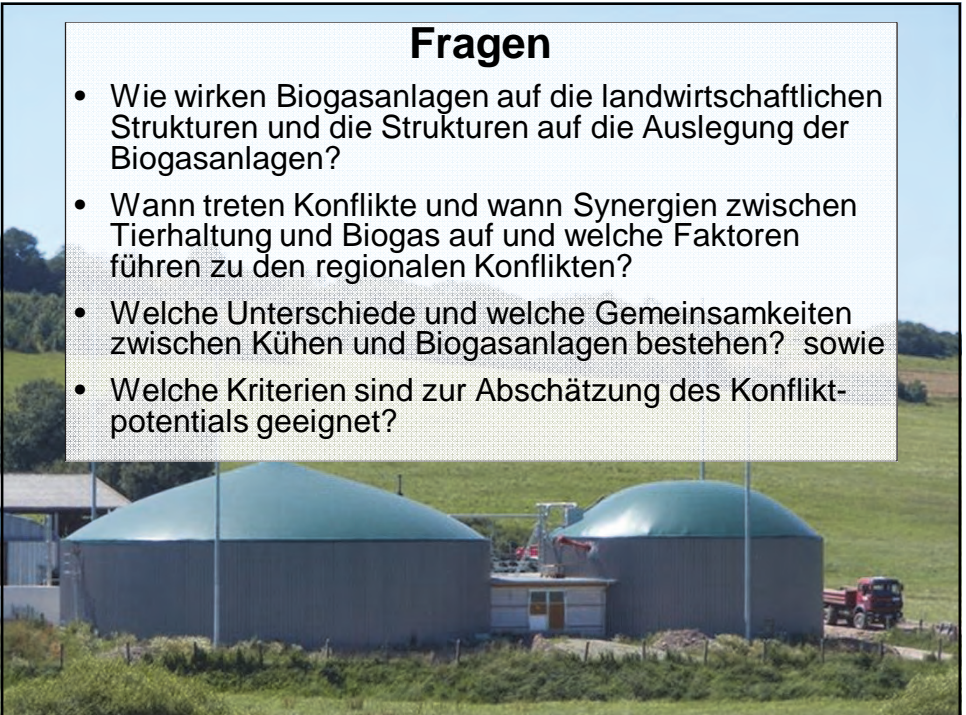 Fragen
• Wie wirken Biogasanlagen auf die landwirtschaftlichen
Strukturen und die Strukturen auf die Auslegung der
Biogasanlagen?
• Wann treten Konflikte und wann Synergien zwischen
Tierhaltung und Biogas auf und welche Faktoren
führen zu den regionalen Konflikten?
• Welche Unterschiede und welche Gemeinsamkeiten
zwischen Kühen und Biogasanlagen bestehen? sowie
• Welche Kriterien sind zur Abschätzung des Konflikt-
potentials geeignet?